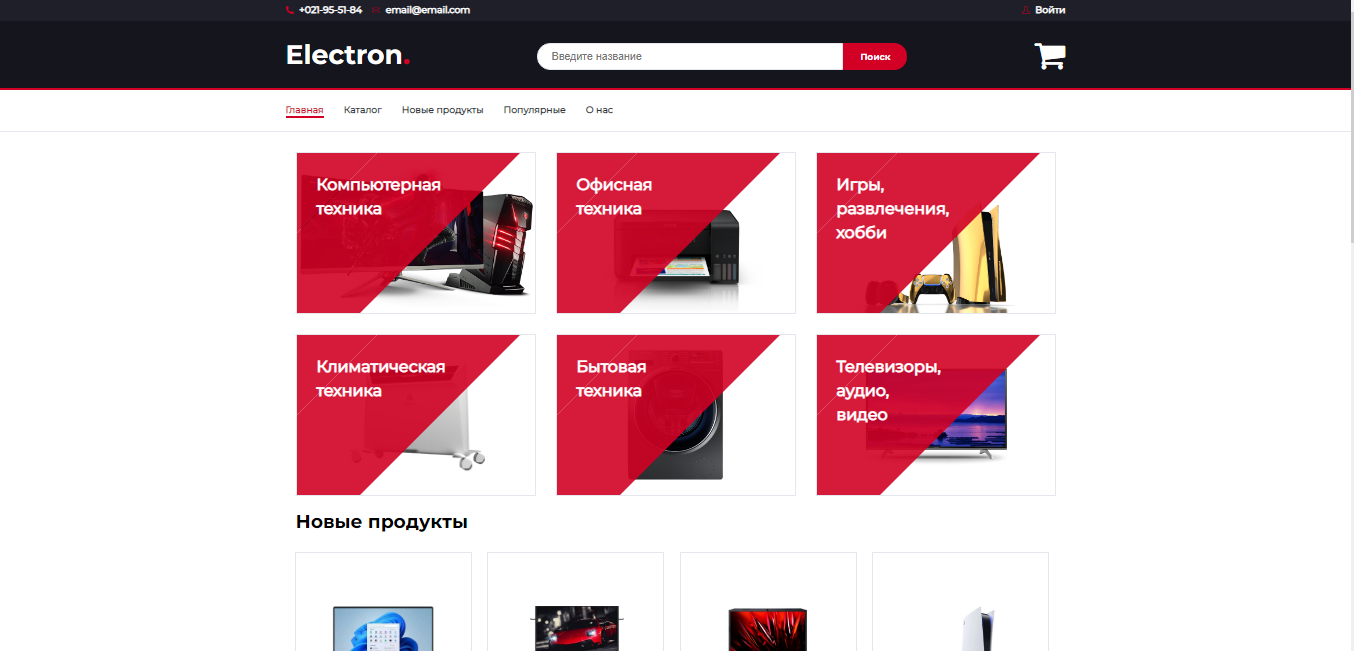 +021-95-51-84 email@email.com Войти
Electron.
Введите название
Поиск
Главная Каталог Новые продукты Популярные О нас
Компьютерная
техника
Офисная
техника
Игры,
развлечения,
хобби
Климатическая
техника
Бытовая
техника
Телевизоры,
аудио,
видео
Новые продукты